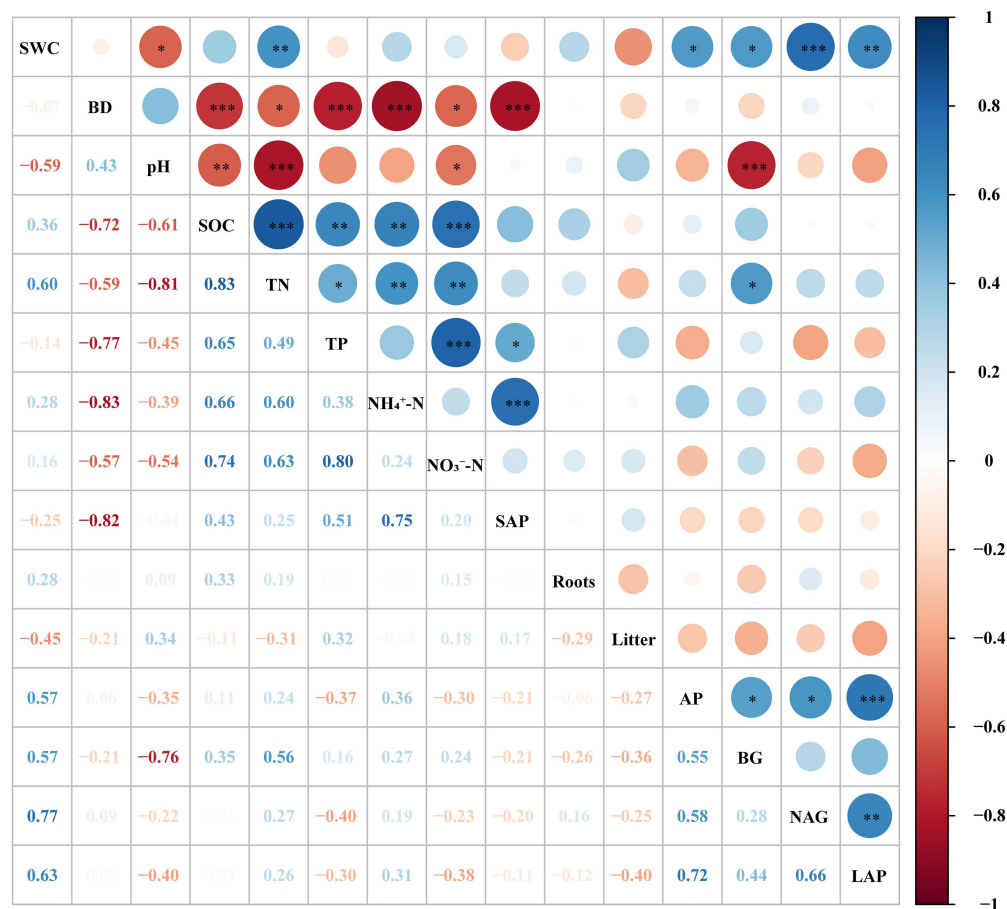 SWC * ** * * *** ** 1
−0.07 BD *** * *** *** * *** 0.8
−0.59 0.43 pH ** *** * ***
0.36 −0.72 −0.61 SOC *** ** ** *** 0.6
0.60 −0.59 −0.81 0.83 TN * ** ** * 0.4
−0.14 −0.77 −0.45 0.65 0.49 TP *** * 0.2
0.28 −0.83 −0.39 0.66 0.60 0.38 NH₄⁺-N ***
0.16 −0.57 −0.54 0.74 0.63 0.80 0.24 NO₃⁻-N 0
−0.25 −0.82 −0.04 0.43 0.25 0.51 0.75 0.20 SAP −0.2
0.28 0.09 0.33 0.19 0.15 Roots
−0.45 −0.21 0.34 −0.11 −0.31 0.32 −0.03 0.18 0.17 −0.29 Litter −0.4
0.57 0.06 −0.35 0.11 0.24 −0.37 0.36 −0.30 −0.21 −0.06 −0.27 AP * * *** −0.6
0.57 −0.21 −0.76 0.35 0.56 0.16 0.27 0.24 −0.21 −0.26 −0.36 0.55 BG
0.77 0.09 −0.22 0.27 −0.40 0.19 −0.23 −0.20 0.16 −0.25 0.58 0.28 NAG ** −0.8
0.63 0.02 −0.40 0.03 0.26 −0.30 0.31 −0.38 −0.11 −0.12 −0.40 0.72 0.44 0.66 LAP −1